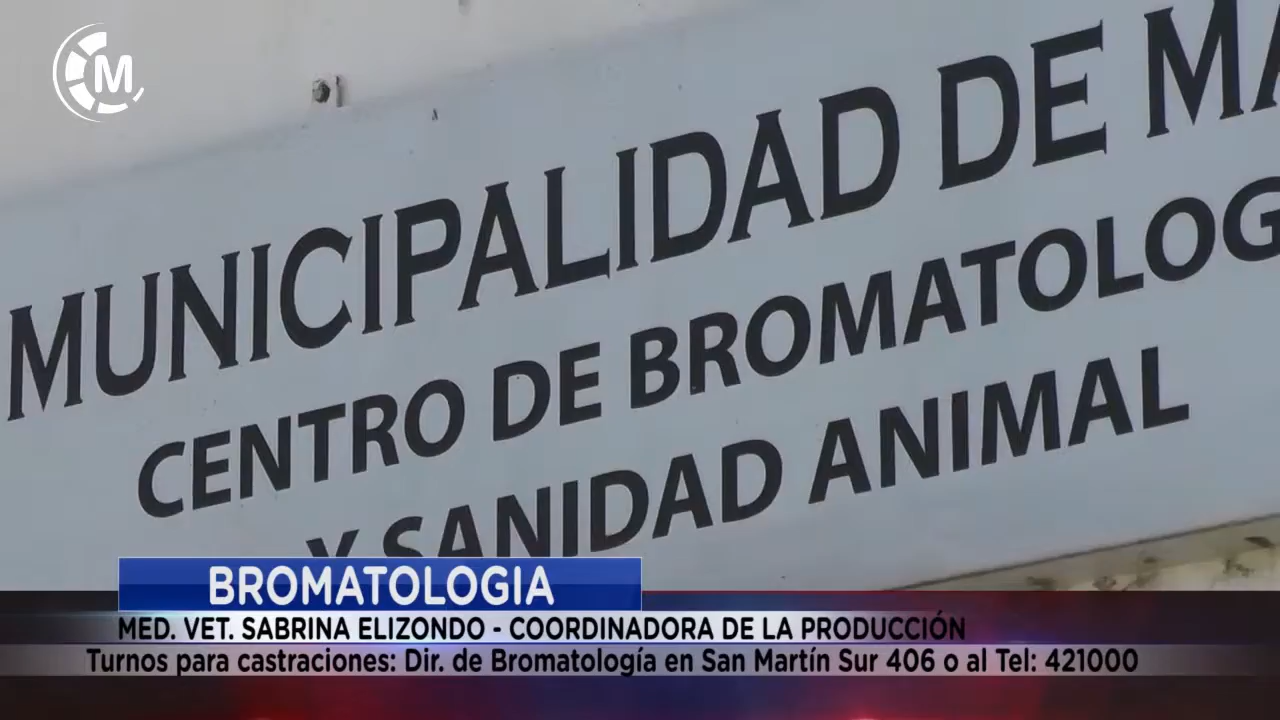 M
MUNICIPALIDAD DE
CENTRO DE
Y SANIDAD ANIMAL
BROMATOLOGIA
MED. VET. SABRINA ELIZONDO - COORDINADORA DE LA PRODUCCIÓN
Turnos para castraciones: Dir. de Bromatología en San Martín Sur 406 o al Tel: 421000